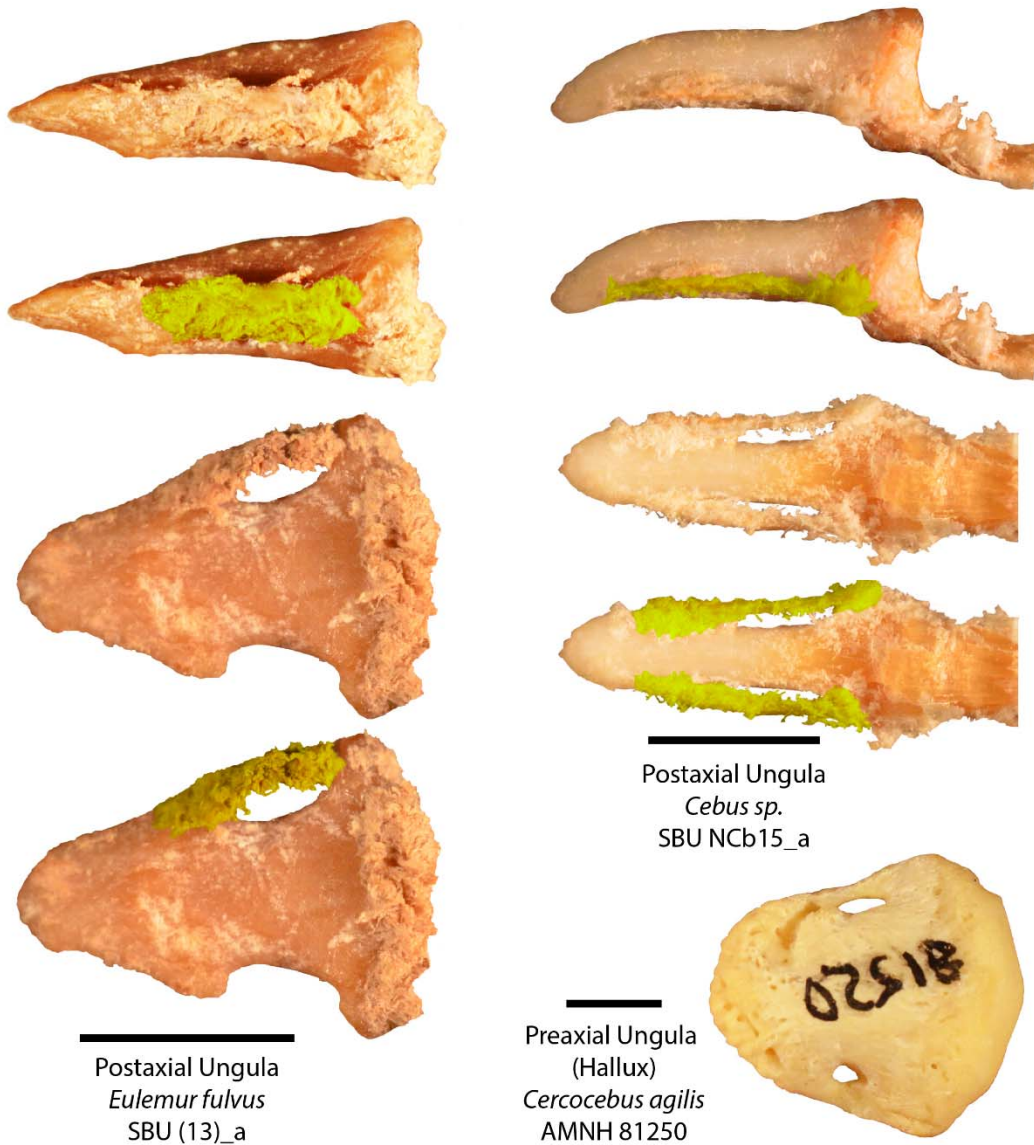 Postaxial Ungula
Eulemur fulvus
SBU (13)_a
Postaxial Ungula
Cebus sp.
SBU NCb15_a
Preaxial Ungula
(Hallux)
Cercocebus agilis
AMNH 81250